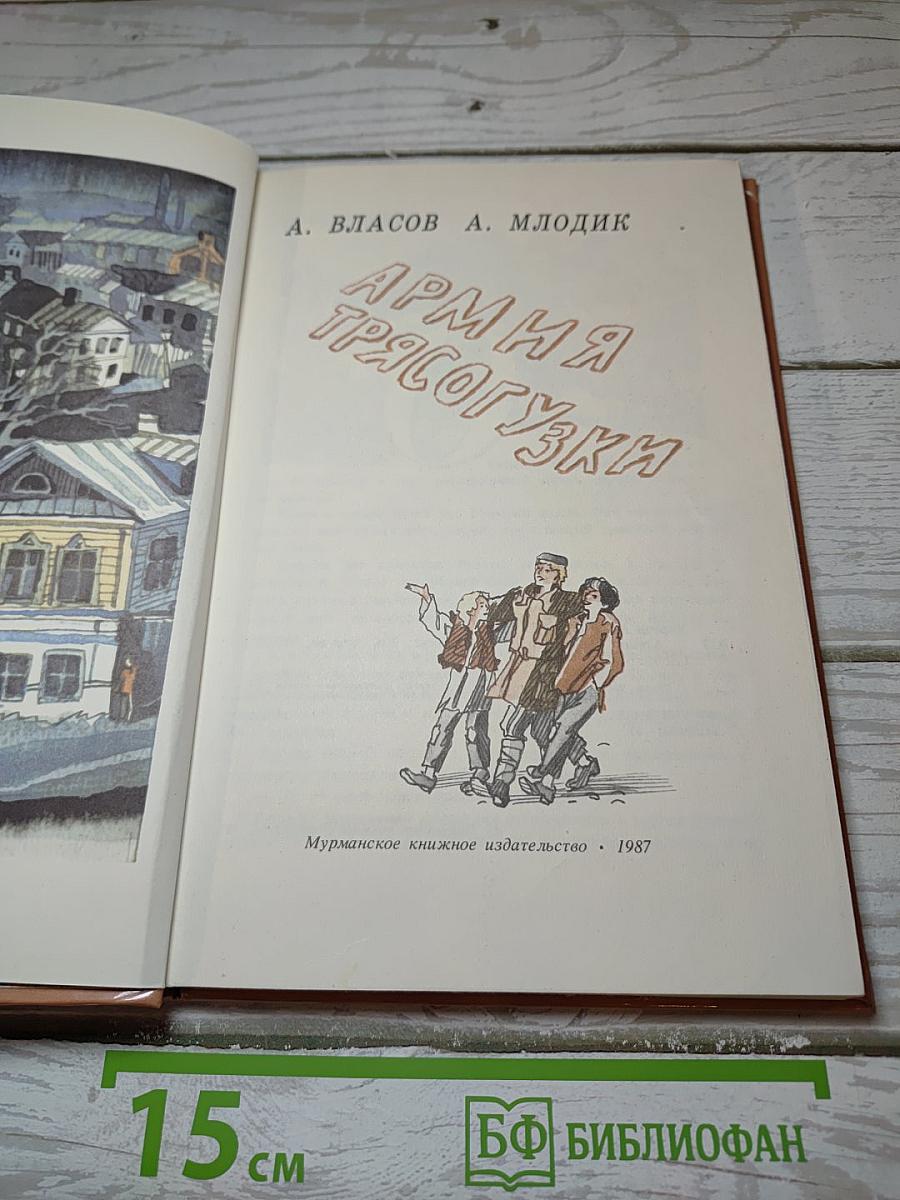 А. ВЛАСОВ А. МЛОДИК
АРМИЯ
ТРЯСОГУЗКИ
Мурманское книжное издательство • 1987
15 см
БФ БИБЛИОФАН